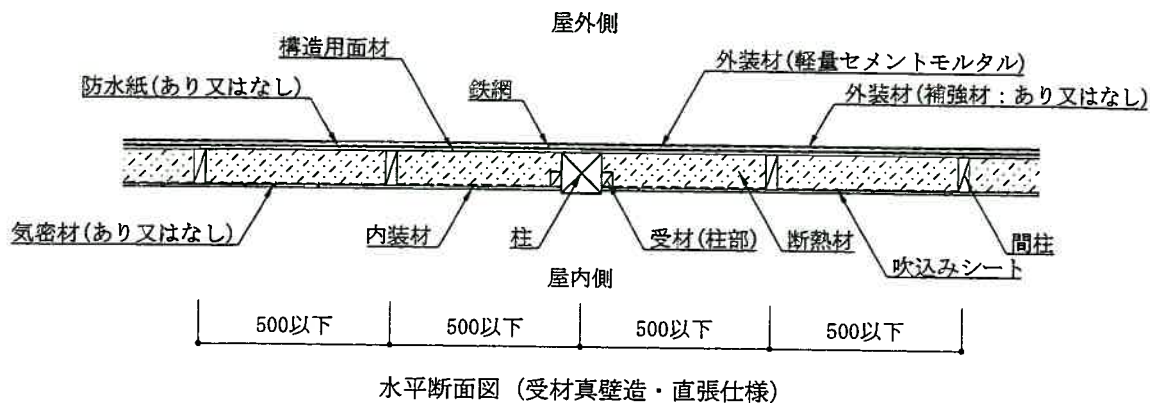 屋外側
構造用面材
外装材(軽量セメントモルタル)
防水紙(あり又はなし)
鉄網
外装材(補強材：あり又はなし)
気密材(あり又はなし)
内装材
柱
受材(柱部)
断熱材
間柱
吹込みシート
屋内側
500以下
500以下
500以下
500以下
水平断面図（受材真壁造・直張仕様）